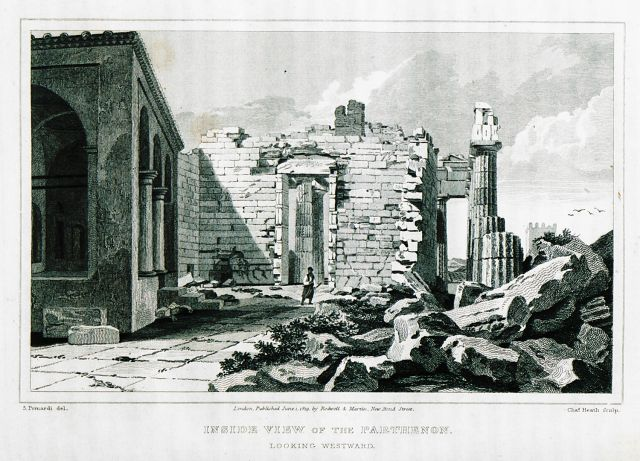 S. Pomardi del.
London, Published June 1, 1819, by Rodwell & Martin, New Bond Street.
Chas. Heath sculp.
INSIDE VIEW OF THE PARTHENON.
LOOKING WESTWARD.